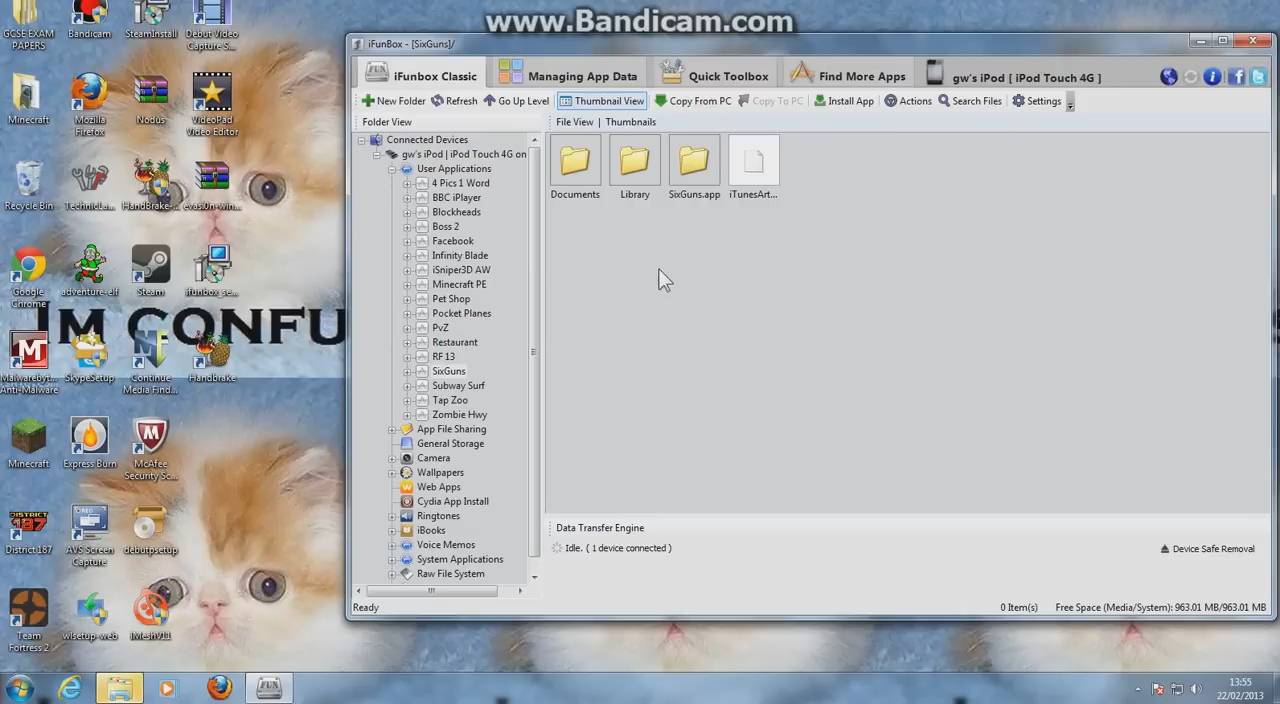 www.Bandicam.com
GCSE EXAM
PAPERS
Bandicam
SteamInstall
Debut Video
Capture S...
Minecraft
Mozilla
Firefox
Nodus
VideoPad
Video Editor
Recycle Bin
TechnicLa...
HandBrake-...
evasi0n-win...
Google
Chrome
adventure-elf
Steam
ifunbox_se...
IM CONFU
Malwarebyt...
Anti-Malware
SkypeSetup
Continue
Media Find...
HandBrake
Minecraft
Express Burn
McAfee
Security Sc...
DISTRICT
187
District 187
AVS Screen
Capture
debutpsetup
Team
Fortress 2
wlsetup-web
iMeshV11
iFunBox - [SixGuns]/
iFunbox Classic
Managing App Data
Quick Toolbox
Find More Apps
gw's iPod [ iPod Touch 4G ]
New Folder
Refresh
Go Up Level
Thumbnail View
Copy From PC
Copy To PC
Install App
Actions
Search Files
Settings
Folder View
Connected Devices
gw's iPod | iPod Touch 4G on
User Applications
4 Pics 1 Word
BBC iPlayer
Blockheads
Boss 2
Facebook
Infinity Blade
iSniper3D AW
Minecraft PE
Pet Shop
Pocket Planes
PvZ
Restaurant
RF 13
SixGuns
Subway Surf
Tap Zoo
Zombie Hwy
App File Sharing
General Storage
Camera
Wallpapers
Web Apps
Cydia App Install
Ringtones
iBooks
Voice Memos
System Applications
Raw File System
File View | Thumbnails
Documents
Library
SixGuns.app
iTunesArt...
Data Transfer Engine
Idle. ( 1 device connected )
Device Safe Removal
Ready
0 Item(s)
Free Space (Media/System): 963.01 MB/963.01 MB
FUN
13:55
22/02/2013